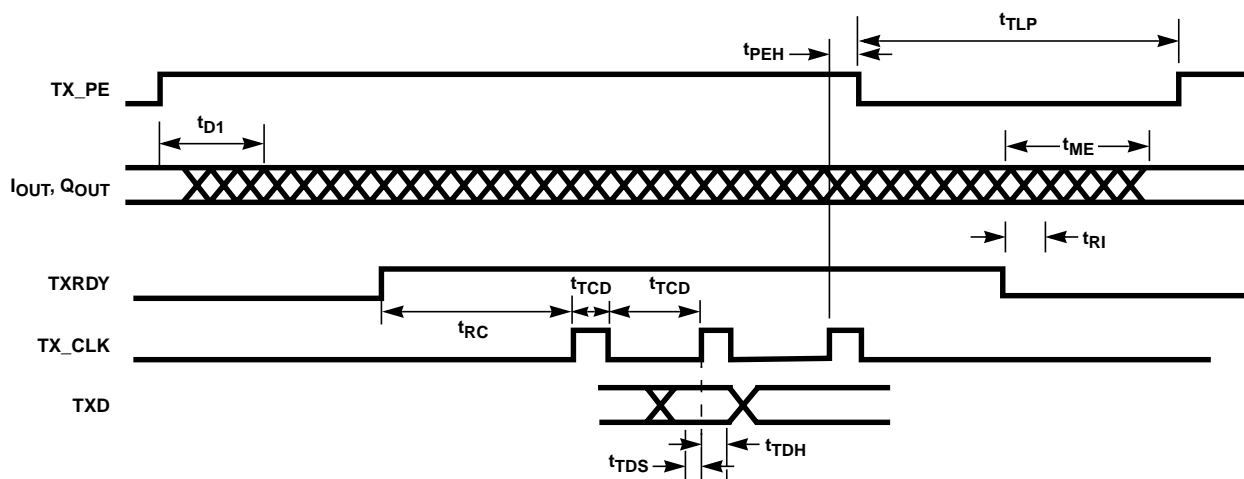 tTLP
tPEH
TX_PE
tD1
tME
IOUT, QOUT
tRI
TXRDY
tTCD tTCD
tRC
TX_CLK
TXD
tTDH
tTDS